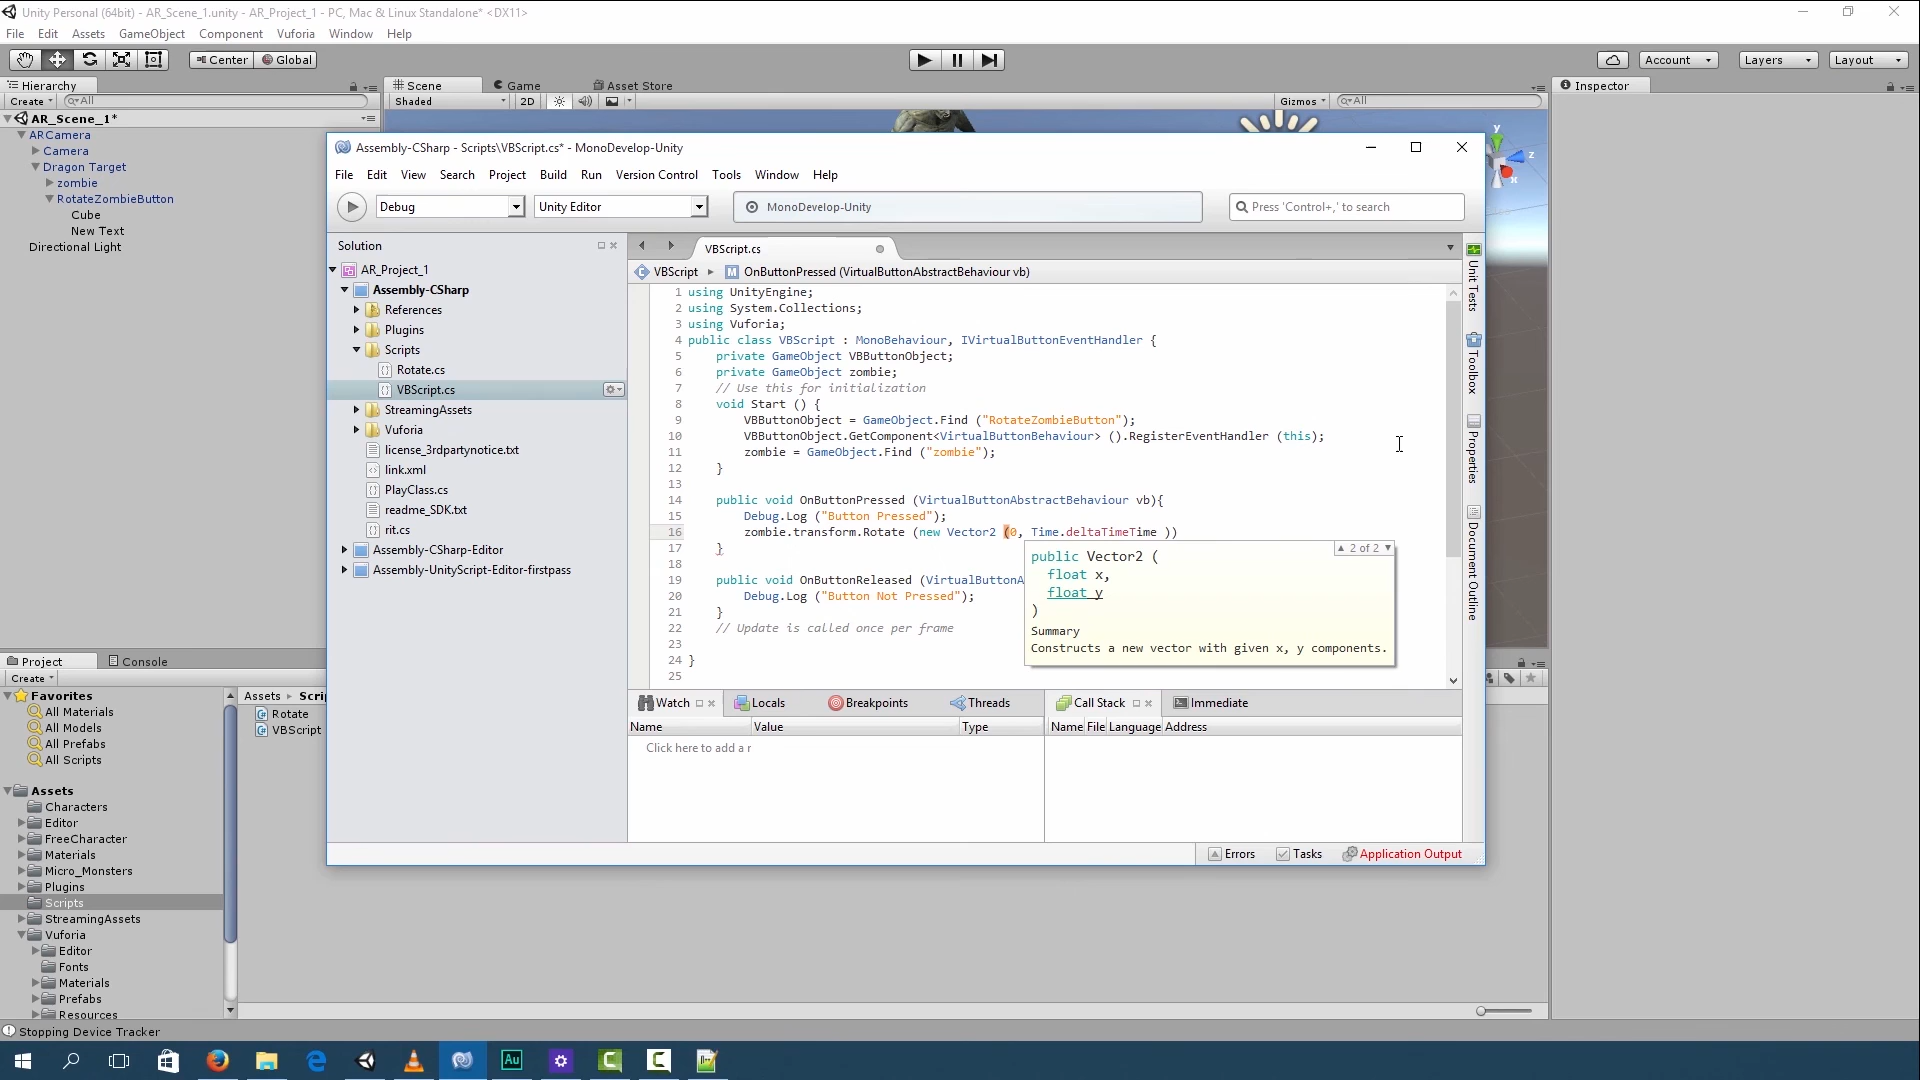 Unity Personal (64bit) - AR_Scene_1.unity - AR_Project_1 - PC, Mac & Linux Standalone* <DX11>
File Edit Assets GameObject Component Vuforia Window Help
Center Global
Account Layers Layout
Hierarchy
Create All
AR_Scene_1*
ARCamera
Camera
Dragon Target
zombie
RotateZombieButton
Cube
New Text
Directional Light
Scene Game Asset Store
Shaded 2D Gizmos All
Inspector
Y
z
x
Assembly-CSharp - Scripts\VBScript.cs* - MonoDevelop-Unity
File Edit View Search Project Build Run Version Control Tools Window Help
Debug Unity Editor MonoDevelop-Unity Press 'Control+,' to search
Solution
AR_Project_1
Assembly-CSharp
References
Plugins
Scripts
Rotate.cs
VBScript.cs
StreamingAssets
Vuforia
license_3rdpartynotice.txt
link.xml
PlayClass.cs
readme_SDK.txt
rit.cs
Assembly-CSharp-Editor
Assembly-UnityScript-Editor-firstpass
VBScript.cs
VBScript OnButtonPressed (VirtualButtonAbstractBehaviour vb)
1 using UnityEngine;
2 using System.Collections;
3 using Vuforia;
4 public class VBScript : MonoBehaviour, IVirtualButtonEventHandler {
5 private GameObject VBButtonObject;
6 private GameObject zombie;
7 // Use this for initialization
8 void Start () {
9 VBButtonObject = GameObject.Find ("RotateZombieButton");
10 VBButtonObject.GetComponent<VirtualButtonBehaviour> ().RegisterEventHandler (this);
11 zombie = GameObject.Find ("zombie");
12 }
13
14 public void OnButtonPressed (VirtualButtonAbstractBehaviour vb){
15 Debug.Log ("Button Pressed");
16 zombie.transform.Rotate (new Vector2 (0, Time.deltaTimeTime ))
17 }
18
19 public void OnButtonReleased (VirtualButtonA
20 Debug.Log ("Button Not Pressed");
21 }
22 // Update is called once per frame
23
24 }
25
2 of 2
public Vector2 (
float x,
float y
)
Summary
Constructs a new vector with given x, y components.
Unit Tests
Toolbox
Properties
Document Outline
Watch Locals Breakpoints Threads
Name Value Type
Click here to add a r
Call Stack Immediate
Name File Language Address
Errors Tasks Application Output
Project Console
Create
Favorites
All Materials
All Models
All Prefabs
All Scripts
Assets
Characters
Editor
FreeCharacter
Materials
Micro_Monsters
Plugins
Scripts
StreamingAssets
Vuforia
Editor
Fonts
Materials
Prefabs
Resources
Assets Scri
Rotate
VBScript
Stopping Device Tracker
Au